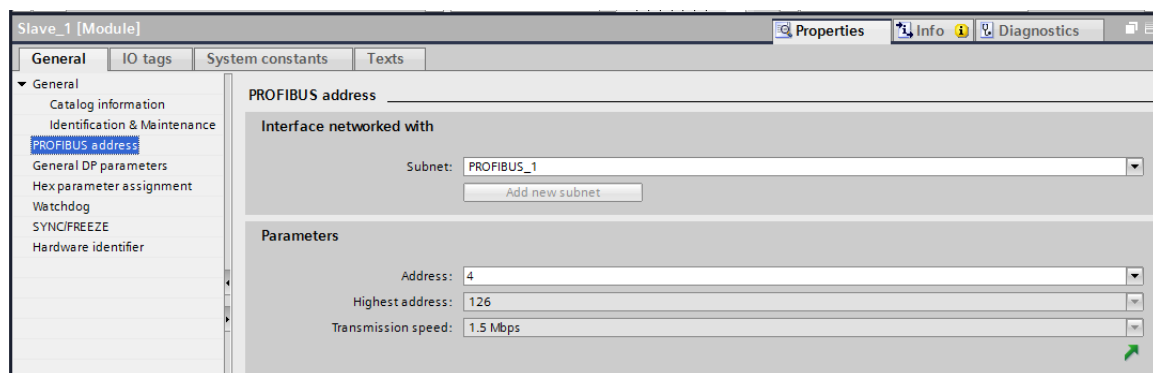 Slave_1 [Module]
Properties
Info
Diagnostics
General
IO tags
System constants
Texts
General
Catalog information
Identification & Maintenance
PROFIBUS address
General DP parameters
Hex parameter assignment
Watchdog
SYNC/FREEZE
Hardware identifier
PROFIBUS address
Interface networked with
Subnet: PROFIBUS_1
Add new subnet
Parameters
Address: 4
Highest address: 126
Transmission speed: 1.5 Mbps